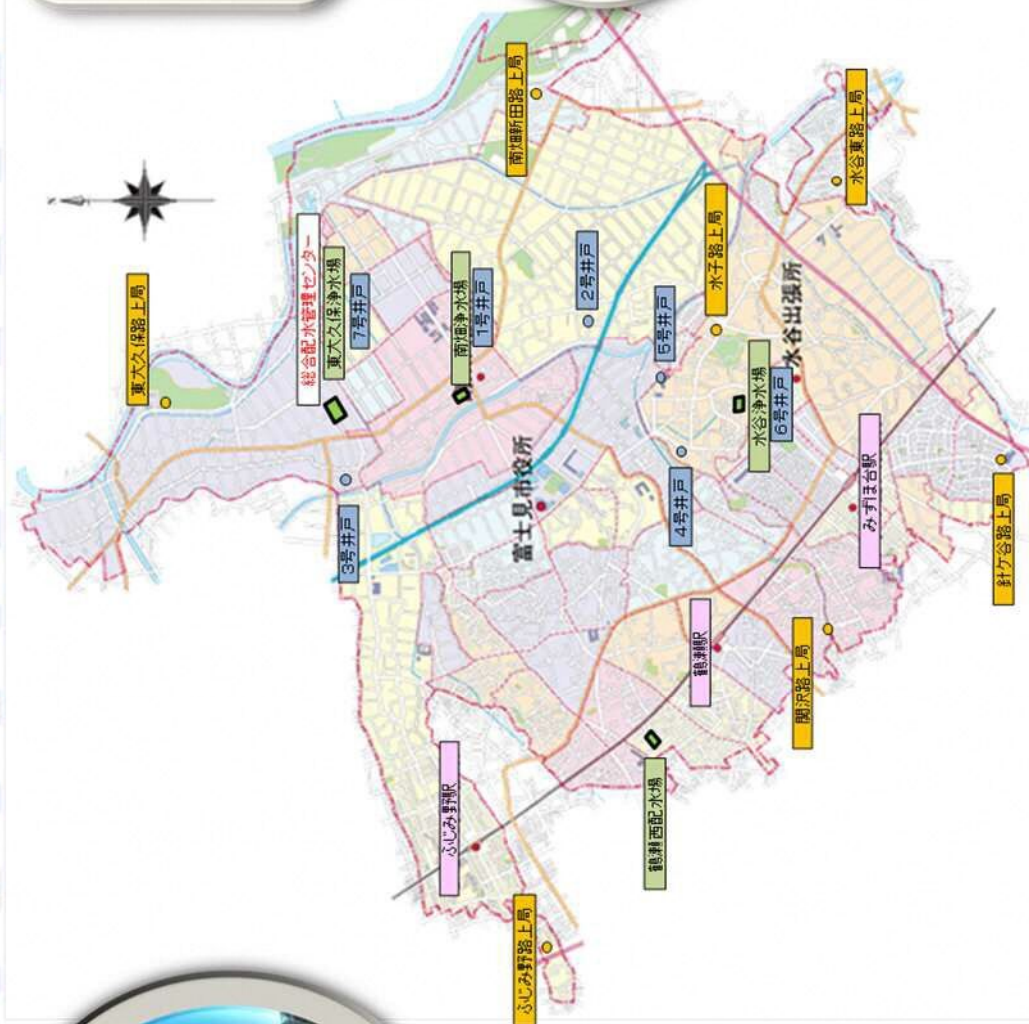 東大久保路上局
総合配水管理センター
東大久保浄水場
7号井戸
南畑新田路上局
南畑浄水場
1号井戸
2号井戸
3号井戸
富士見市役所
5号井戸
4号井戸
水子路上局
水谷東路上局
水谷浄水場
6号井戸
水谷出張所
みずほ台駅
鶴瀬駅
関沢路上局
針ケ谷路上局
ふじみ野駅
鶴瀬西配水場
ふじみ野路上局
N